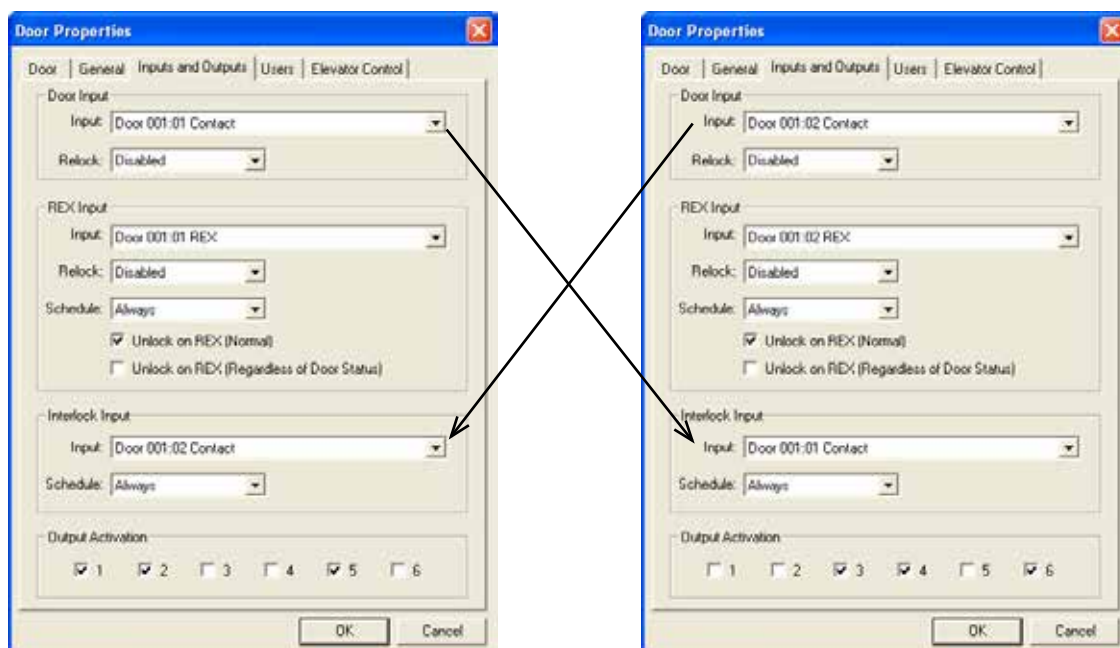 Door Properties
Door General Inputs and Outputs Users Elevator Control
Door Input
Input: Door 001:01 Contact
Relock: Disabled
REX Input
Input: Door 001:01 REX
Relock: Disabled
Schedule: Always
Unlock on REX (Normal)
Unlock on REX (Regardless of Door Status)
Interlock Input
Input: Door 001:02 Contact
Schedule: Always
Output Activation
1 2 3 4 5 6
OK Cancel
Door Properties
Door General Inputs and Outputs Users Elevator Control
Door Input
Input: Door 001:02 Contact
Relock: Disabled
REX Input
Input: Door 001:02 REX
Relock: Disabled
Schedule: Always
Unlock on REX (Normal)
Unlock on REX (Regardless of Door Status)
Interlock Input
Input: Door 001:01 Contact
Schedule: Always
Output Activation
1 2 3 4 5 6
OK Cancel